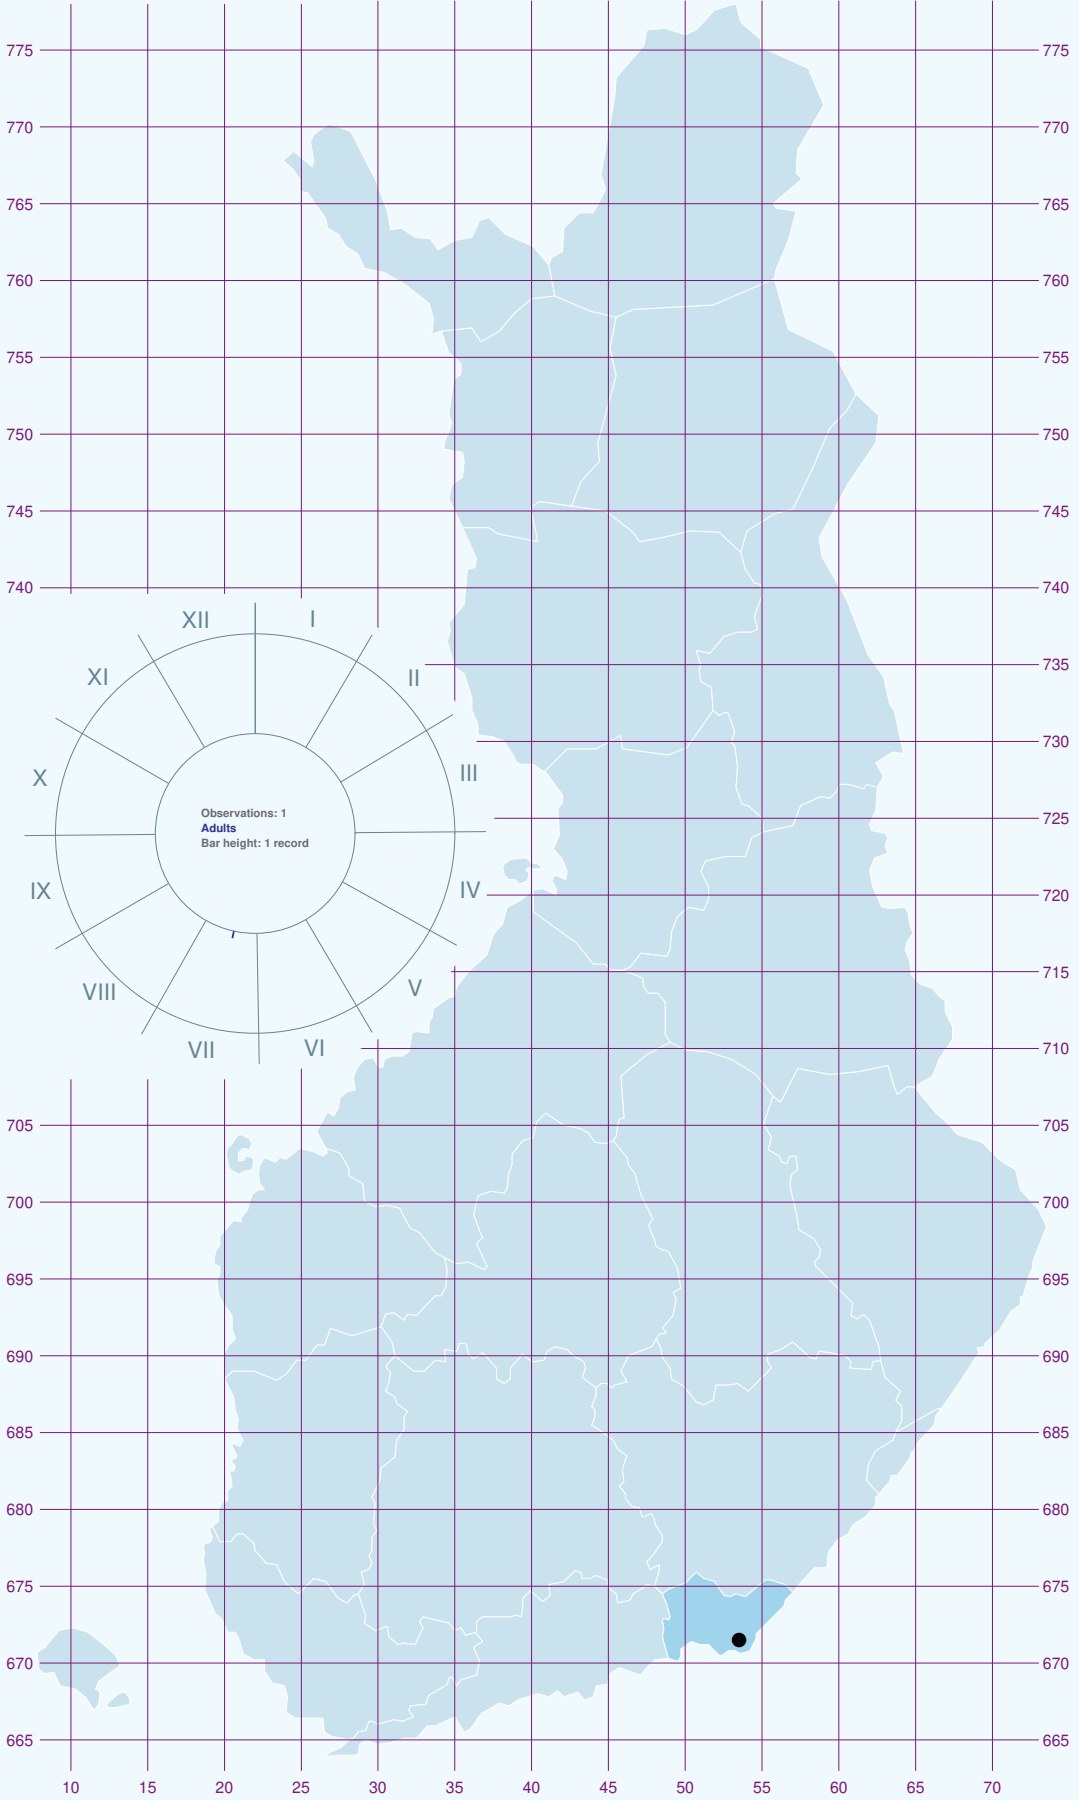 775 775
770 770
765 765
760 760
755 755
750 750
745 745
740 740
XII I
XI II
735
730
X III
Observations: 1
Adults
Bar height: 1 record
725
IX IV
720
715
VIII V
VII VI
710
705 705
700 700
695 695
690 690
685 685
680 680
675 675
670 670
665 665
10 15 20 25 30 35 40 45 50 55 60 65 70